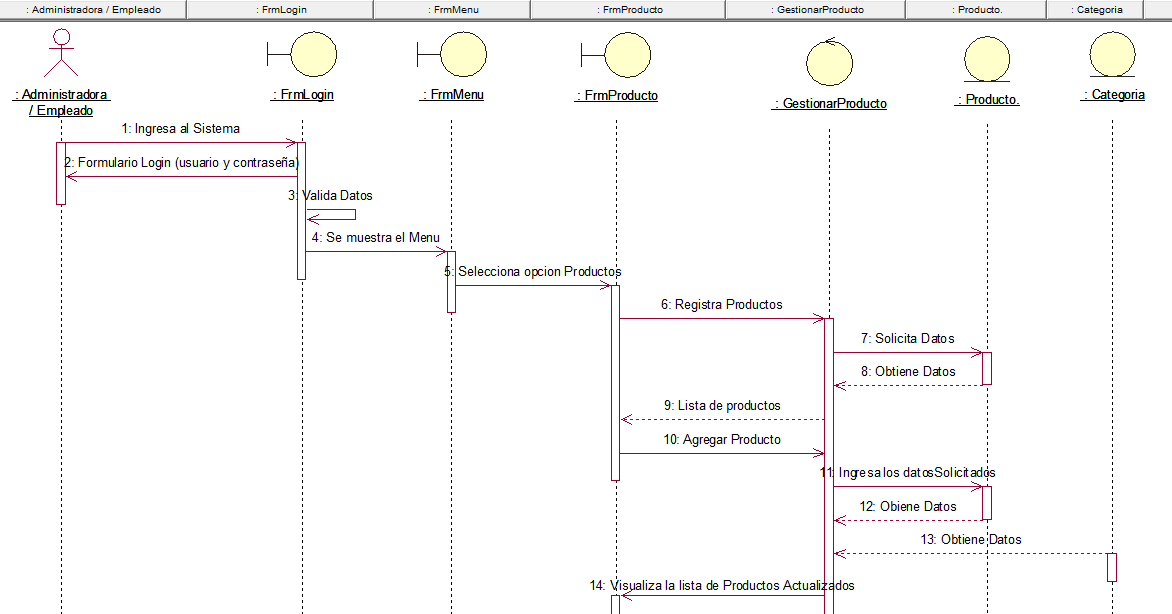 : Administradora / Empleado
: FrmLogin
: FrmMenu
: FrmProducto
: GestionarProducto
: Producto.
: Categoria
: Administradora
/ Empleado
: FrmLogin
: FrmMenu
: FrmProducto
: GestionarProducto
: Producto.
: Categoria
1: Ingresa al Sistema
2: Formulario Login (usuario y contraseña)
3: Valida Datos
4: Se muestra el Menu
5: Selecciona opcion Productos
6: Registra Productos
7: Solicita Datos
8: Obtiene Datos
9: Lista de productos
10: Agregar Producto
11: Ingresa los datosSolicitados
12: Obiene Datos
13: Obtiene Datos
14: Visualiza la lista de Productos Actualizados